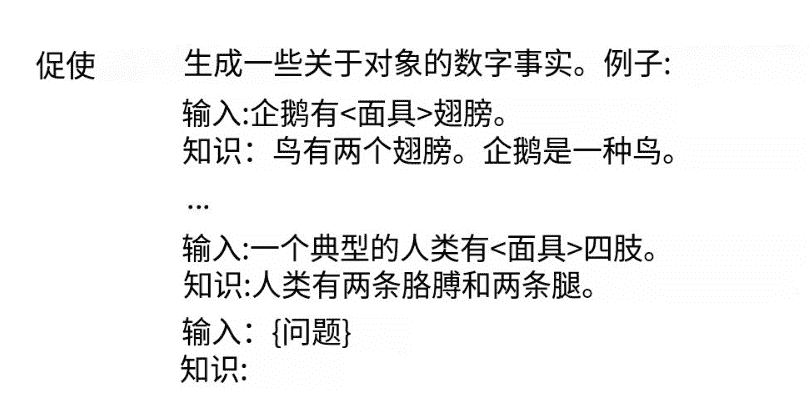 促使 生成一些关于对象的数字事实。例子:
输入:企鹅有<面具>翅膀。
知识：鸟有两个翅膀。企鹅是一种鸟。
...
输入:一个典型的人类有<面具>四肢。
知识:人类有两条胳膊和两条腿。
输入：{问题}
知识: